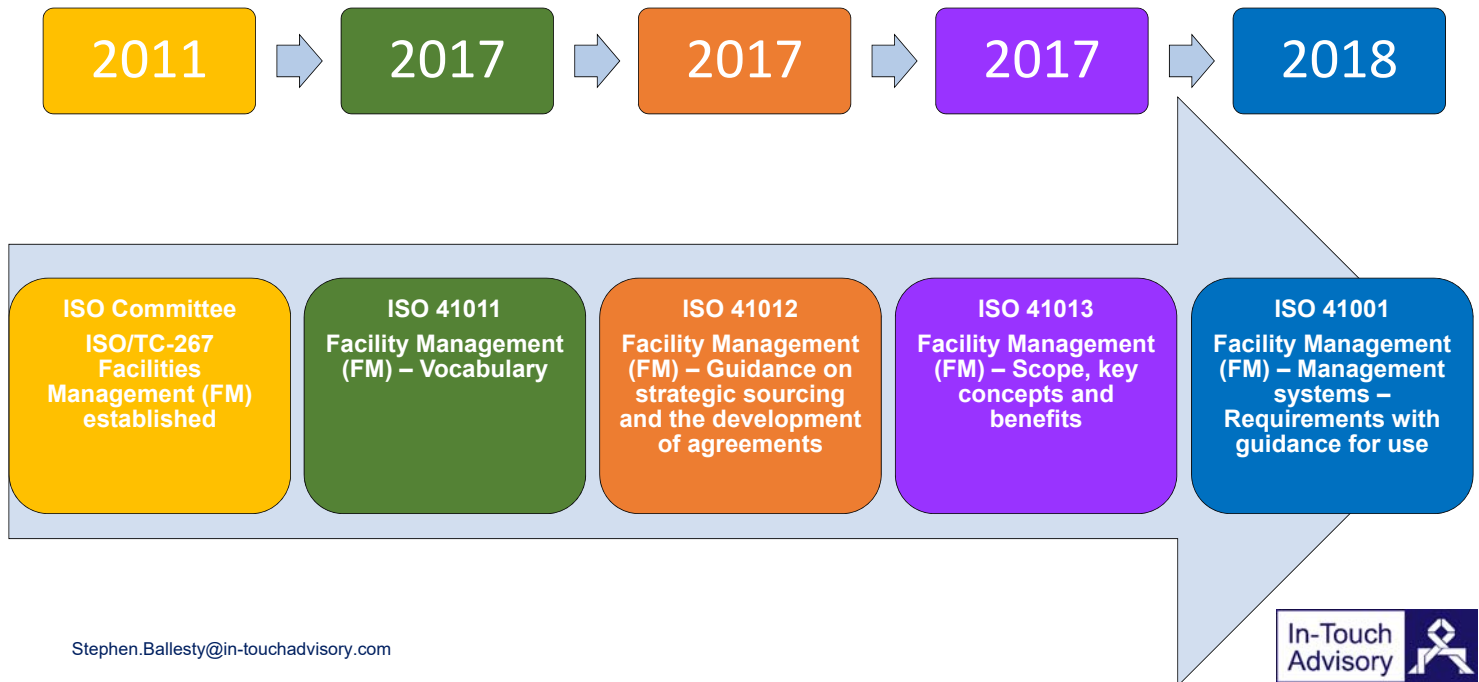 2011
2017
2017
2017
2018
ISO Committee
ISO/TC-267
Facilities
Management (FM)
established
ISO 41011
Facility Management
(FM) – Vocabulary
ISO 41012
Facility Management
(FM) – Guidance on
strategic sourcing
and the development
of agreements
ISO 41013
Facility Management
(FM) – Scope, key
concepts and
benefits
ISO 41001
Facility Management
(FM) – Management
systems –
Requirements with
guidance for use
Stephen.Ballesty@in-touchadvisory.com
In-Touch
Advisory